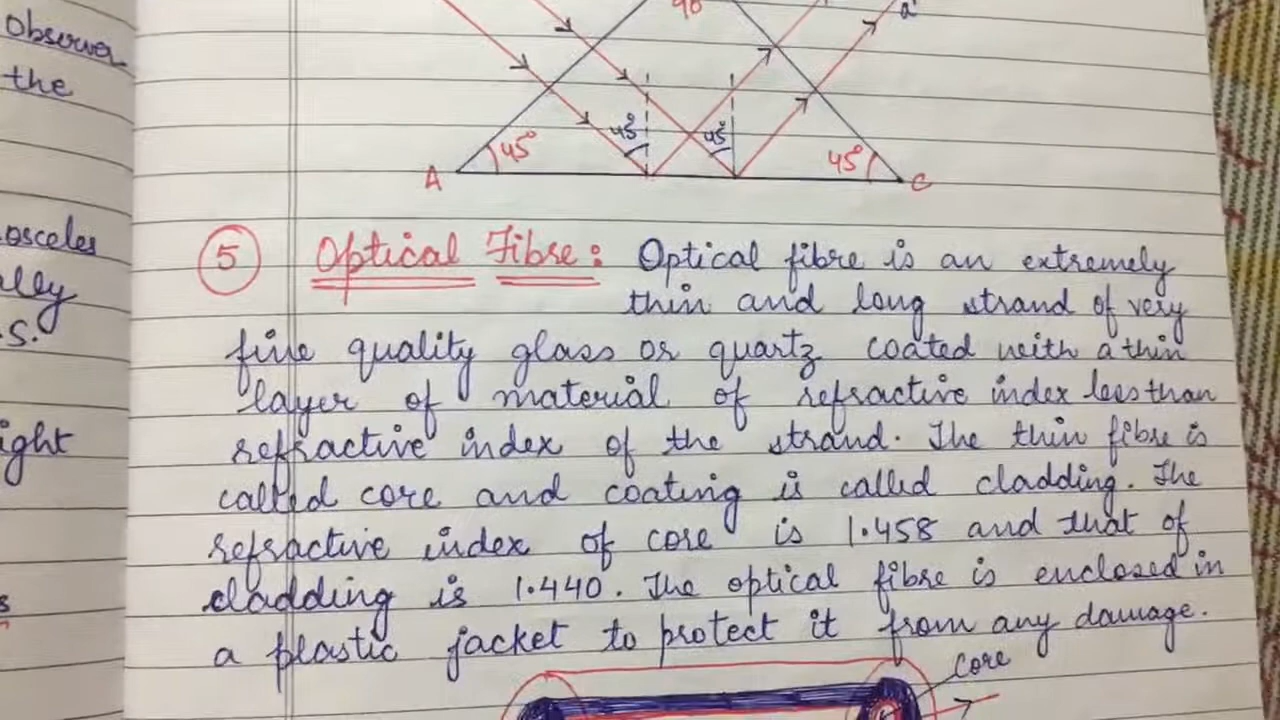 Observer
the
osceles
ally
S.
ight
s
90
a'
45° 45°
45° 45°
A C
5 Optical Fibre: Optical fibre is an extremely
thin and long strand of very
fine quality glass or quartz coated with a thin
layer of material of refractive index less than
refractive index of the strand. The thin fibre is
called core and coating is called cladding. The
refractive index of core is 1.458 and that of
cladding is 1.440. The optical fibre is enclosed in
a plastic jacket to protect it from any damage.
core